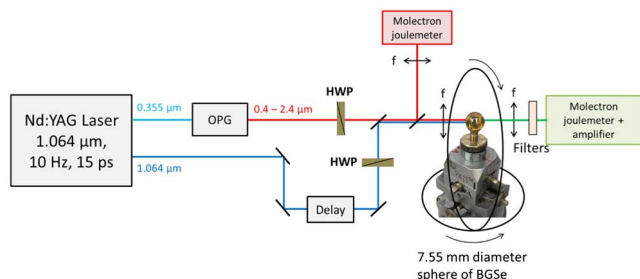 Molectron
joulemeter
f
HWP
0.355 µm
0.4 – 2.4 µm
f
f
Nd:YAG Laser
1.064 µm,
10 Hz, 15 ps
OPG
Molectron
joulemeter +
amplifier
1.064 µm
HWP
Filters
Delay
7.55 mm diameter
sphere of BGSe